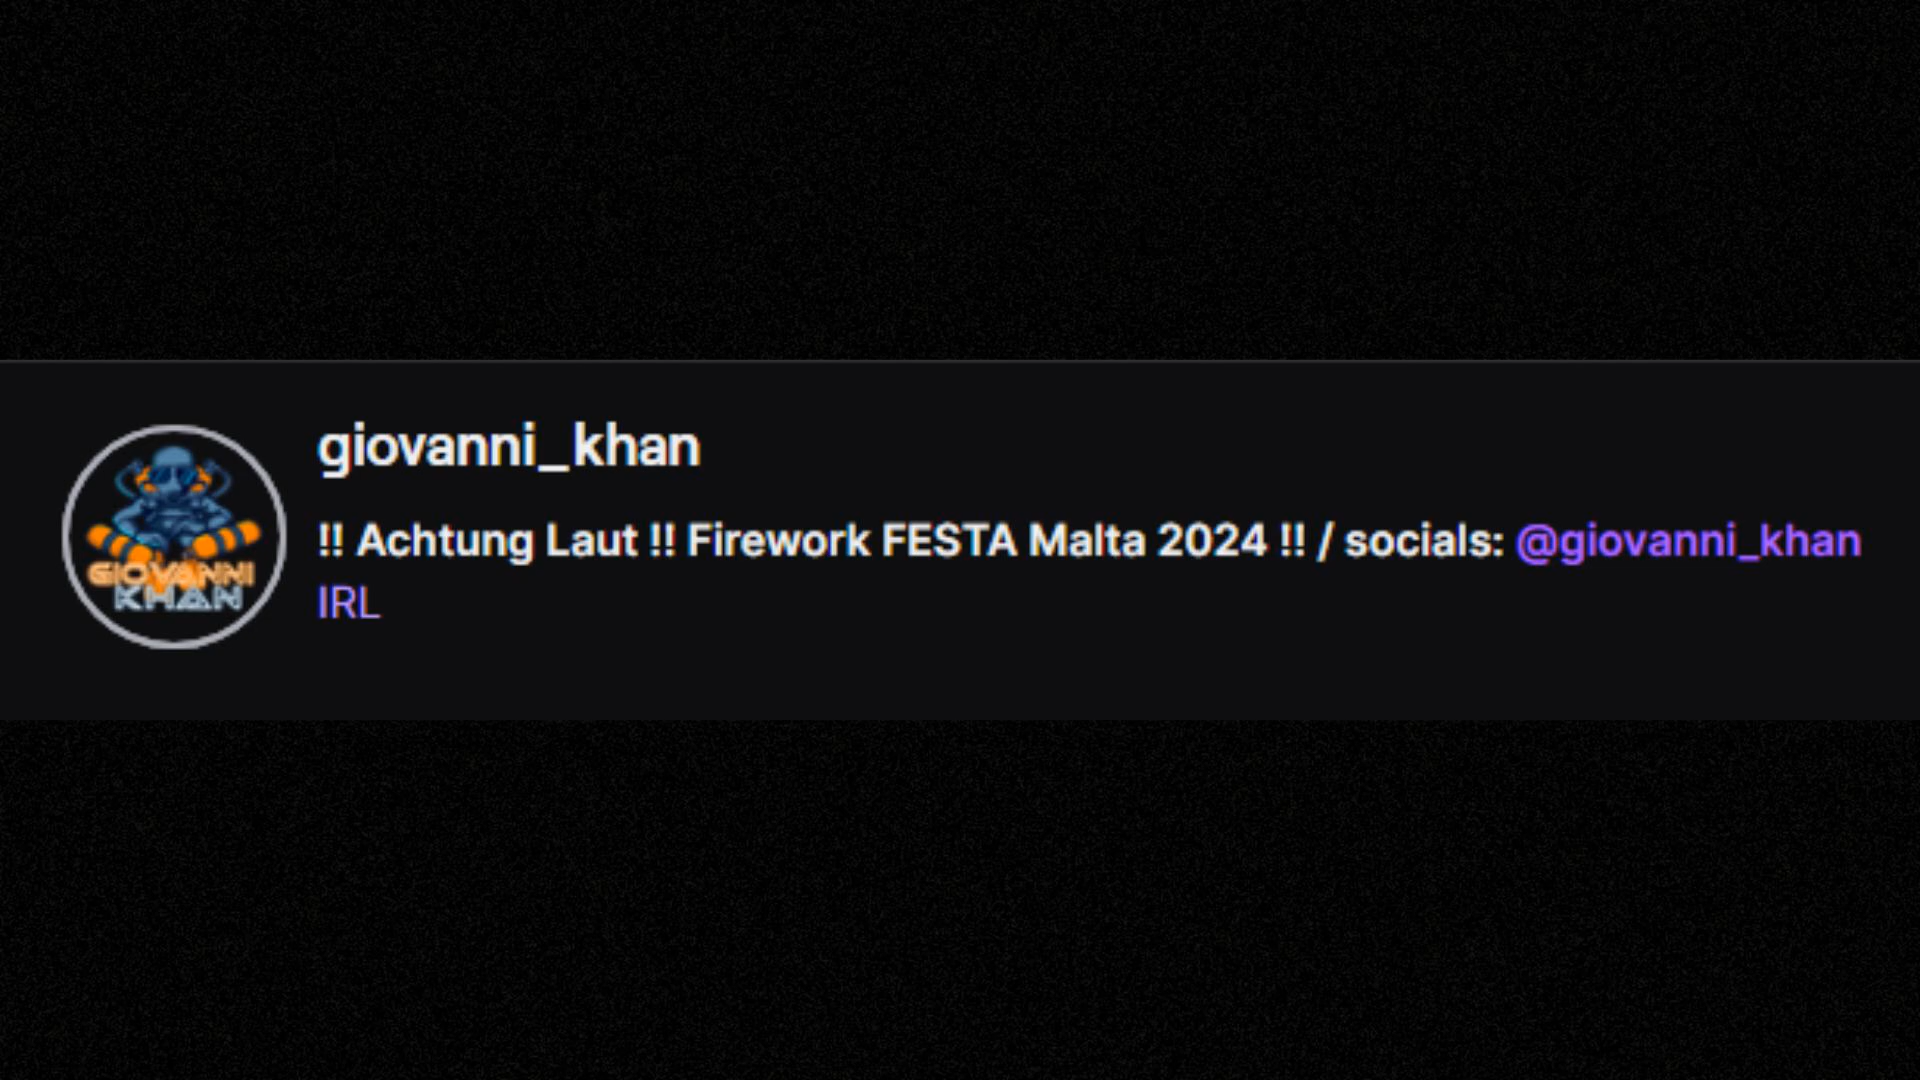 giovanni_khan
!! Achtung Laut !! Firework FESTA Malta 2024 !! / socials: @giovanni_khan
IRL
GIOVANNI
KHAN